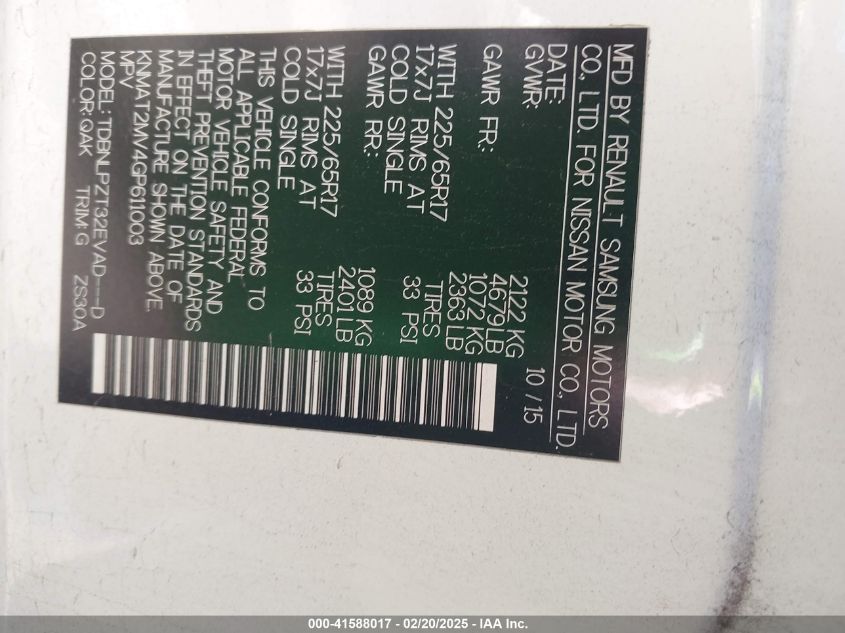 MFD BY RENAULT SAMSUNG MOTORS
CO., LTD. FOR NISSAN MOTOR CO., LTD.
DATE: 10 / 15
GVWR: 2122 KG
4679 LB
GAWR FR: 1072 KG
2363 LB
WITH 225/65R17 TIRES
17x7J RIMS AT 33 PSI
COLD SINGLE
GAWR RR: 1089 KG
2401 LB
WITH 225/65R17 TIRES
17x7J RIMS AT 33 PSI
COLD SINGLE
THIS VEHICLE CONFORMS TO
ALL APPLICABLE FEDERAL
MOTOR VEHICLE SAFETY AND
THEFT PREVENTION STANDARDS
IN EFFECT ON THE DATE OF
MANUFACTURE SHOWN ABOVE.
KNMAT2MV4GP611003
MPV
MODEL: TDBNLPZT32EVAD---D
COLOR: QAK TRIM: G ZS30A
000-41588017 — 02/20/2025 — IAA Inc.